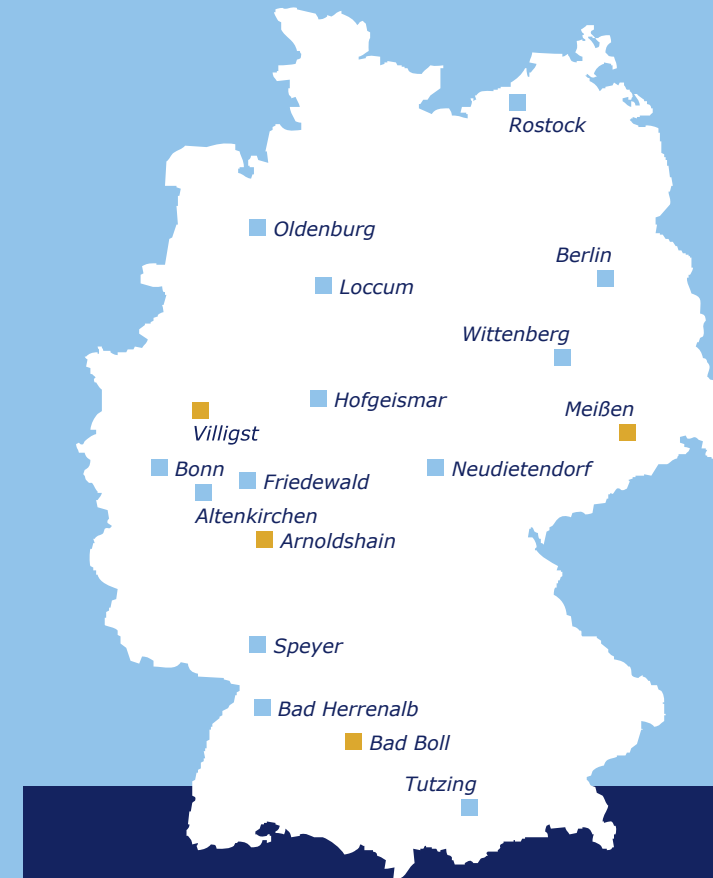 Rostock
Oldenburg
Berlin
Loccum
Wittenberg
Hofgeismar
Meißen
Villigst
Bonn
Neudietendorf
Friedewald
Altenkirchen
Arnoldshain
Speyer
Bad Herrenalb
Bad Boll
Tutzing